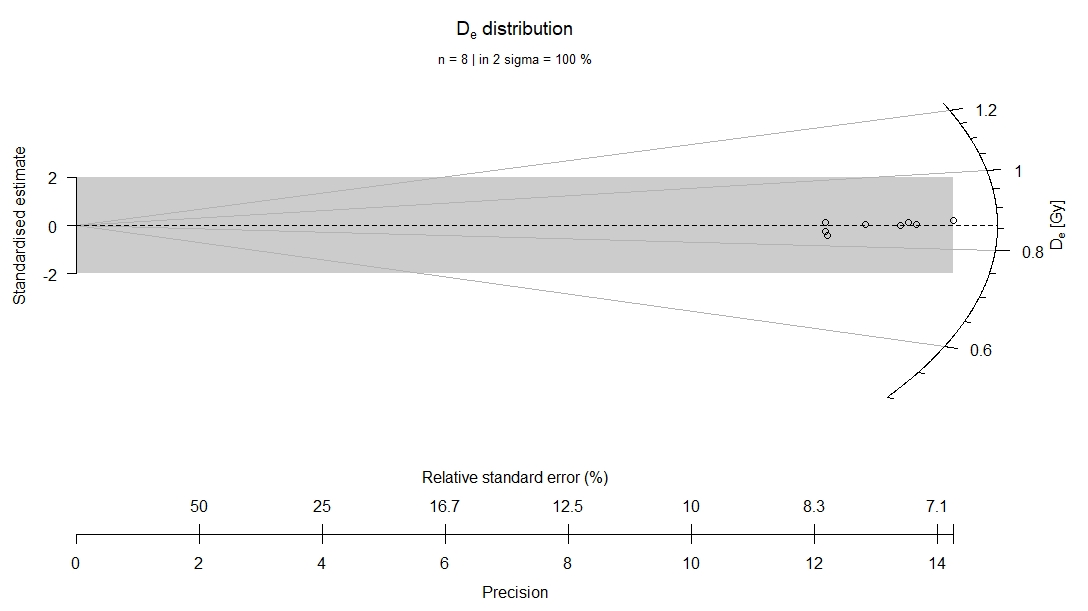 De distribution
n = 8 | in 2 sigma = 100 %
Standardised estimate
2
0
-2
1.2
1
0.8
0.6
De [Gy]
Relative standard error (%)
50 25 16.7 12.5 10 8.3 7.1
0 2 4 6 8 10 12 14
Precision